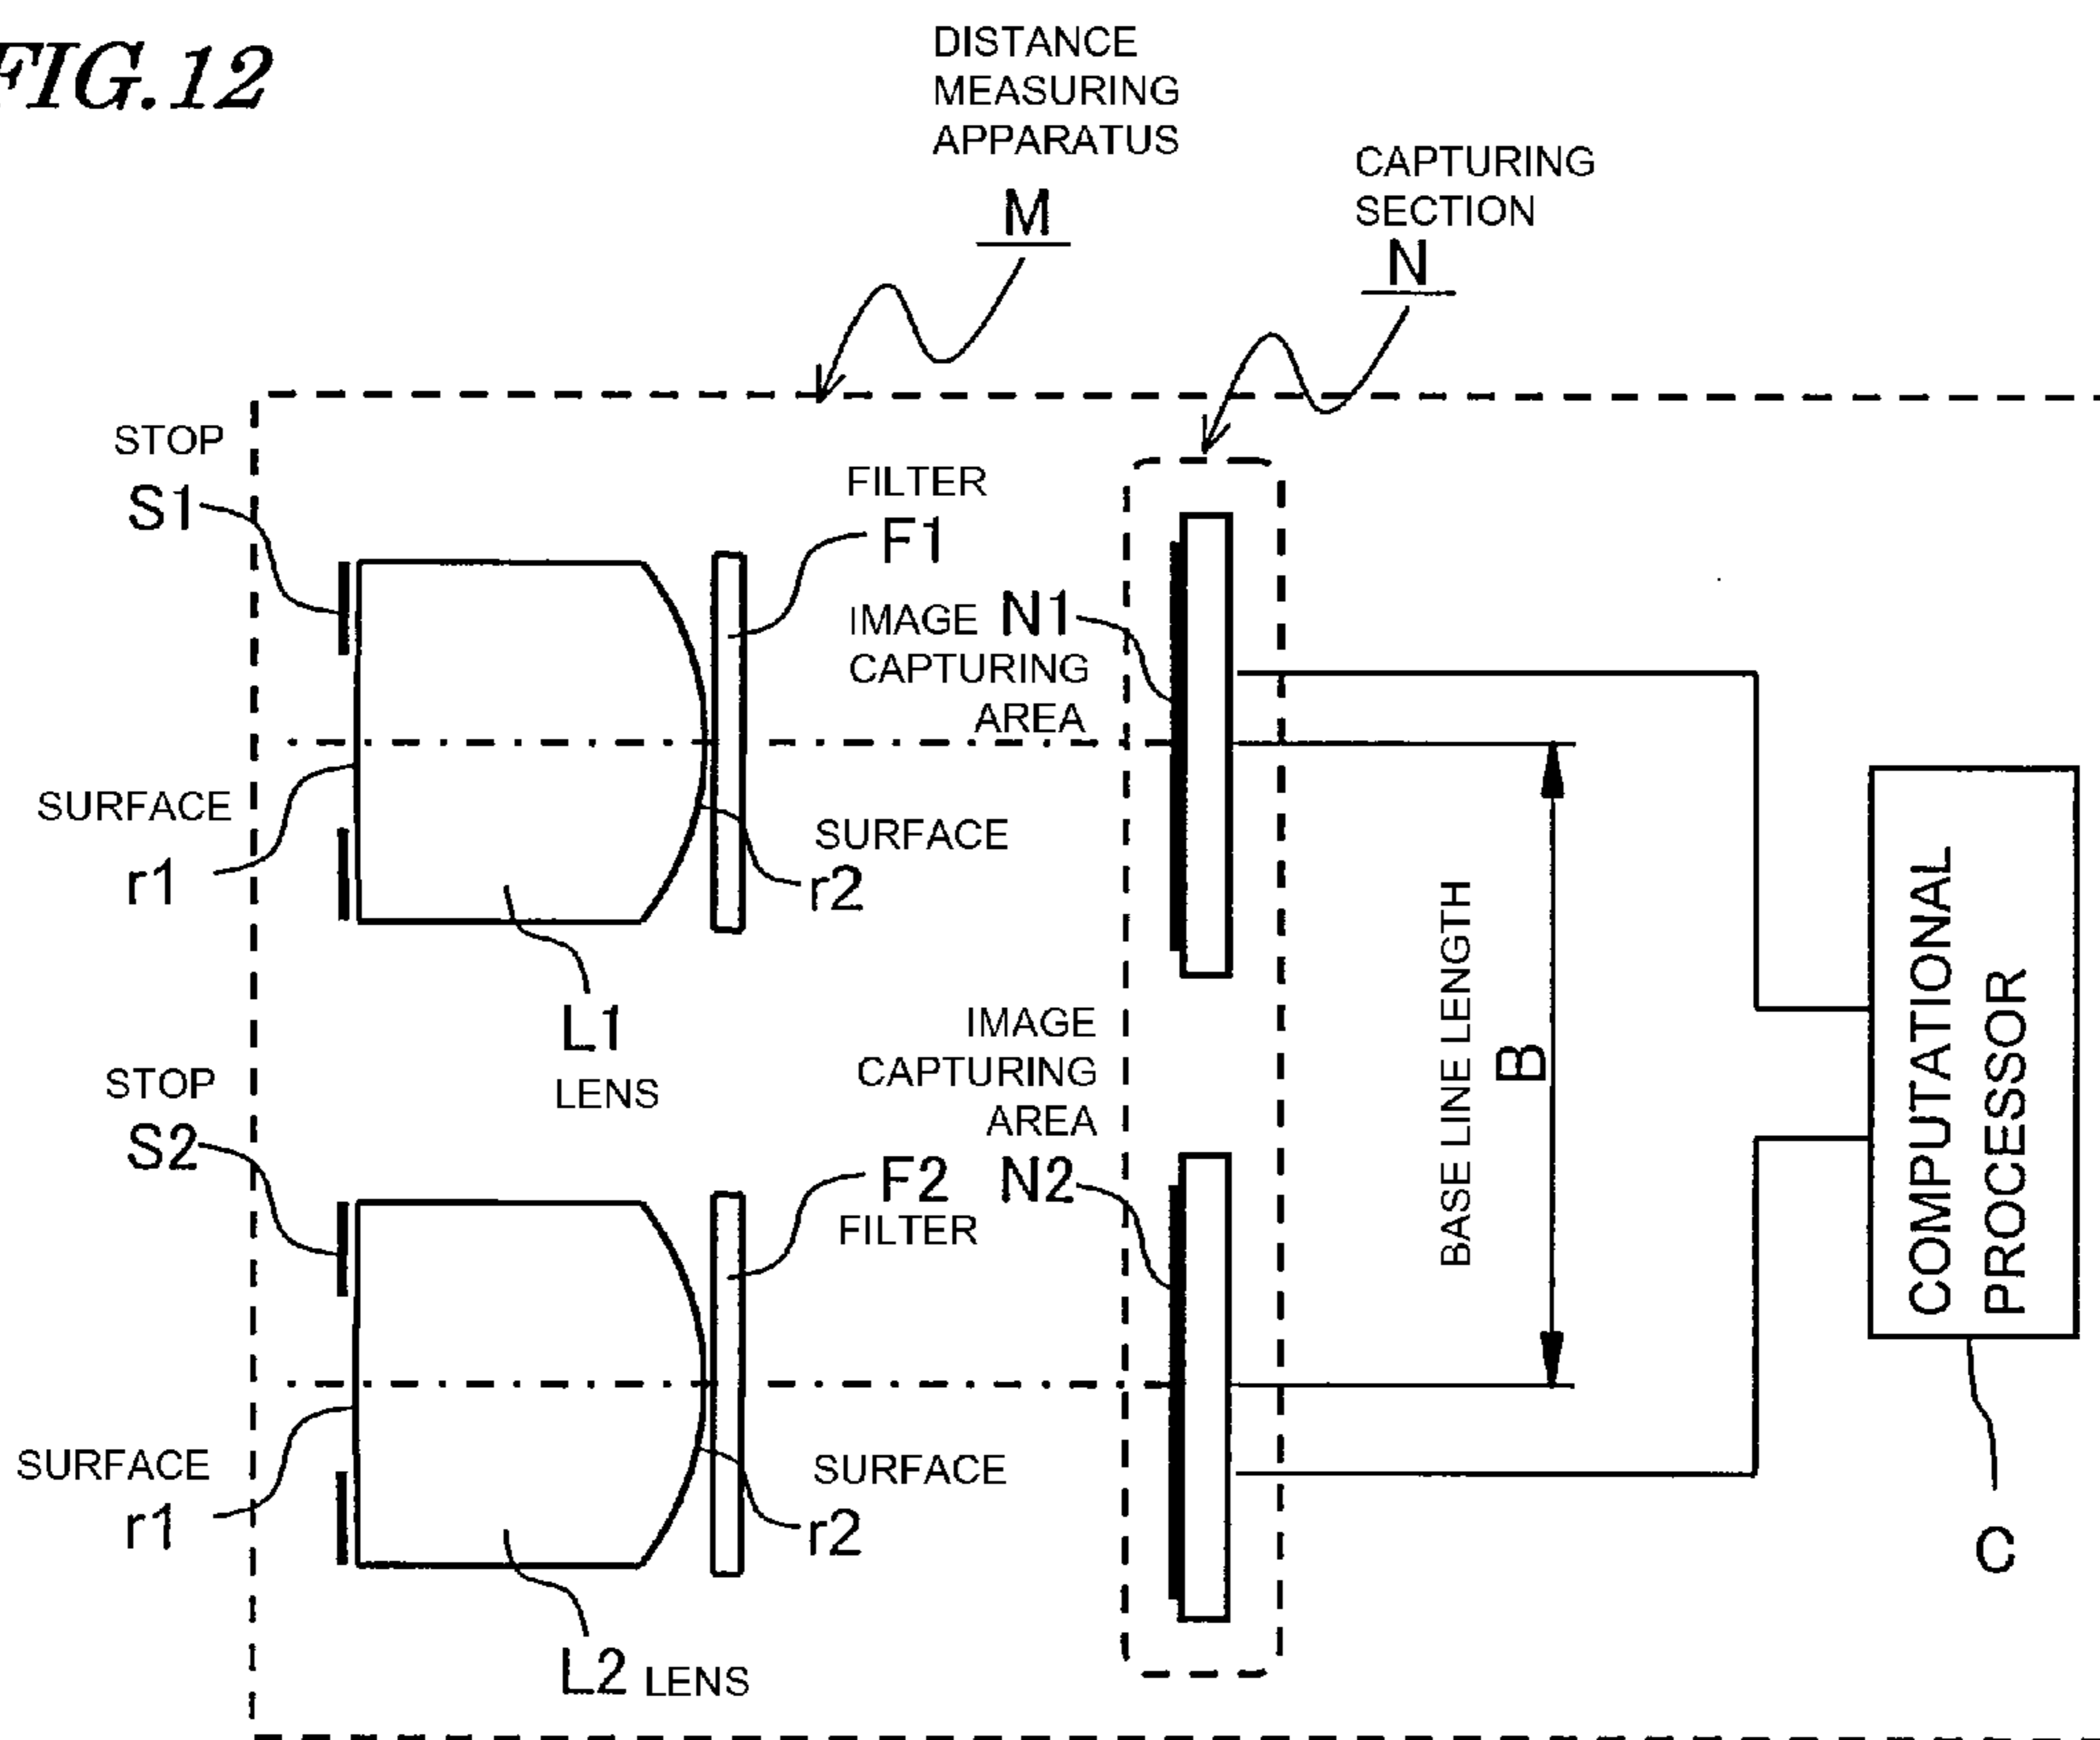 FIG.12
DISTANCE
MEASURING
APPARATUS
M
CAPTURING
SECTION
N
STOP
S1
FILTER
F1
IMAGE N1
CAPTURING
AREA
SURFACE
r1
SURFACE
r2
L1
LENS
IMAGE
CAPTURING
AREA
N2
STOP
S2
F2
FILTER
BASE LINE LENGTH
B
COMPUTATIONAL
PROCESSOR
C
SURFACE
r1
SURFACE
r2
L2 LENS